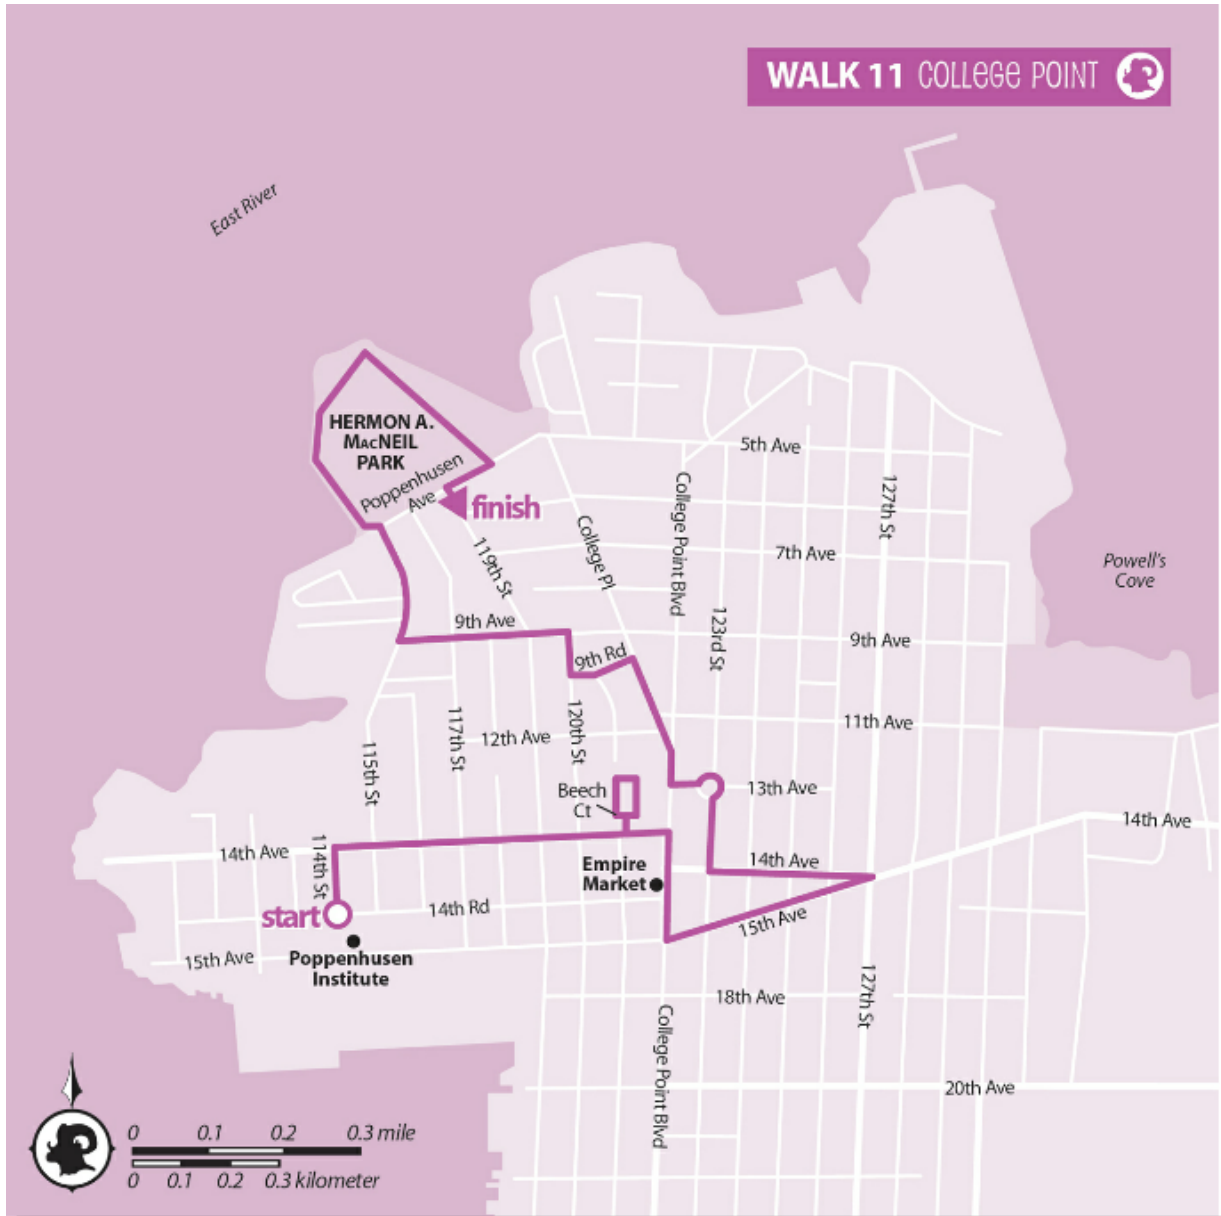 WALK 11 COLLEGE POINT
East River
HERMON A.
MACNEIL
PARK
Poppenhusen
Ave
finish
5th Ave
College Point Blvd
127th St
College Pl
119th St
7th Ave
Powell's
Cove
9th Ave
123rd St
9th Ave
9th Rd
117th St
120th St
12th Ave
11th Ave
115th St
Beech
Ct
13th Ave
14th Ave
114th St
14th Ave
14th Ave
Empire
Market
start
14th Rd
15th Ave
Poppenhusen
Institute
15th Ave
18th Ave
127th St
College Point Blvd
20th Ave
0 0.1 0.2 0.3 mile
0 0.1 0.2 0.3 kilometer